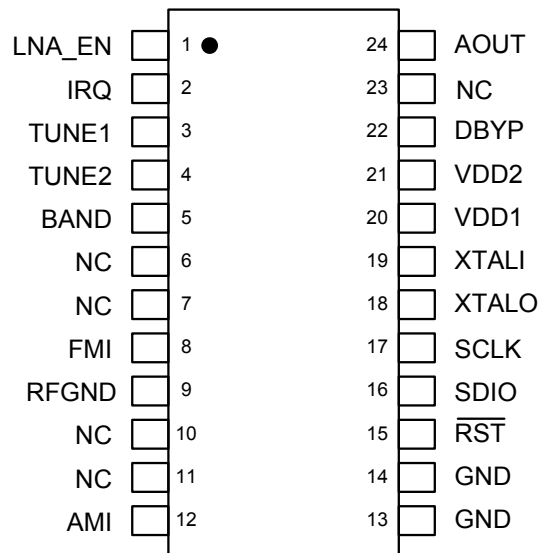 LNA_EN 1 24 AOUT
IRQ 2 23 NC
TUNE1 3 22 DBYP
TUNE2 4 21 VDD2
BAND 5 20 VDD1
NC 6 19 XTALI
NC 7 18 XTALO
FMI 8 17 SCLK
RFGND 9 16 SDIO
NC 10 15 R̅S̅T̅
NC 11 14 GND
AMI 12 13 GND